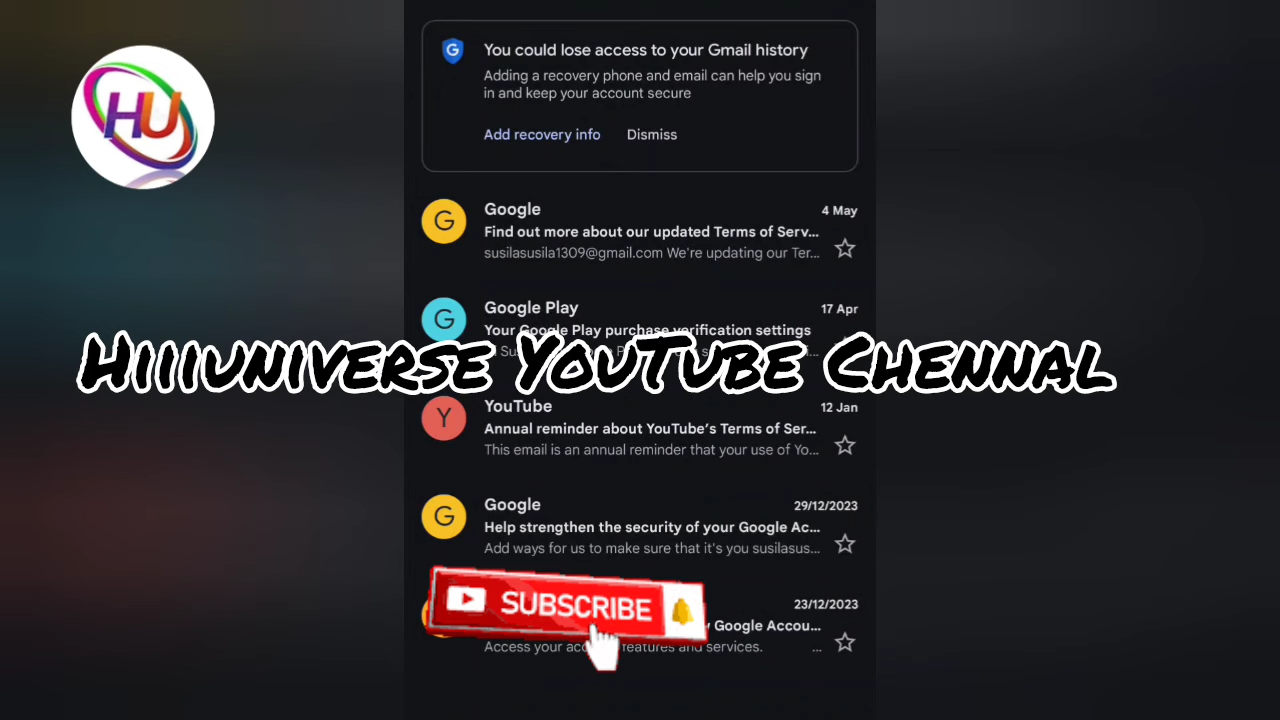 You could lose access to your Gmail history
Adding a recovery phone and email can help you sign
in and keep your account secure
Add recovery info Dismiss
HU
G
Google 4 May
Find out more about our updated Terms of Serv...
susilasusila1309@gmail.com We're updating our Ter...
G
Google Play 17 Apr
Your Google Play purchase verification settings
Hiiiuniverse YouTube Chennal
Y
YouTube 12 Jan
Annual reminder about YouTube's Terms of Ser...
This email is an annual reminder that your use of Yo...
G
Google 29/12/2023
Help strengthen the security of your Google Ac...
Add ways for us to make sure that it's you susilasus...
23/12/2023
SUBSCRIBE
Google Accou...
Access your features and services. ...